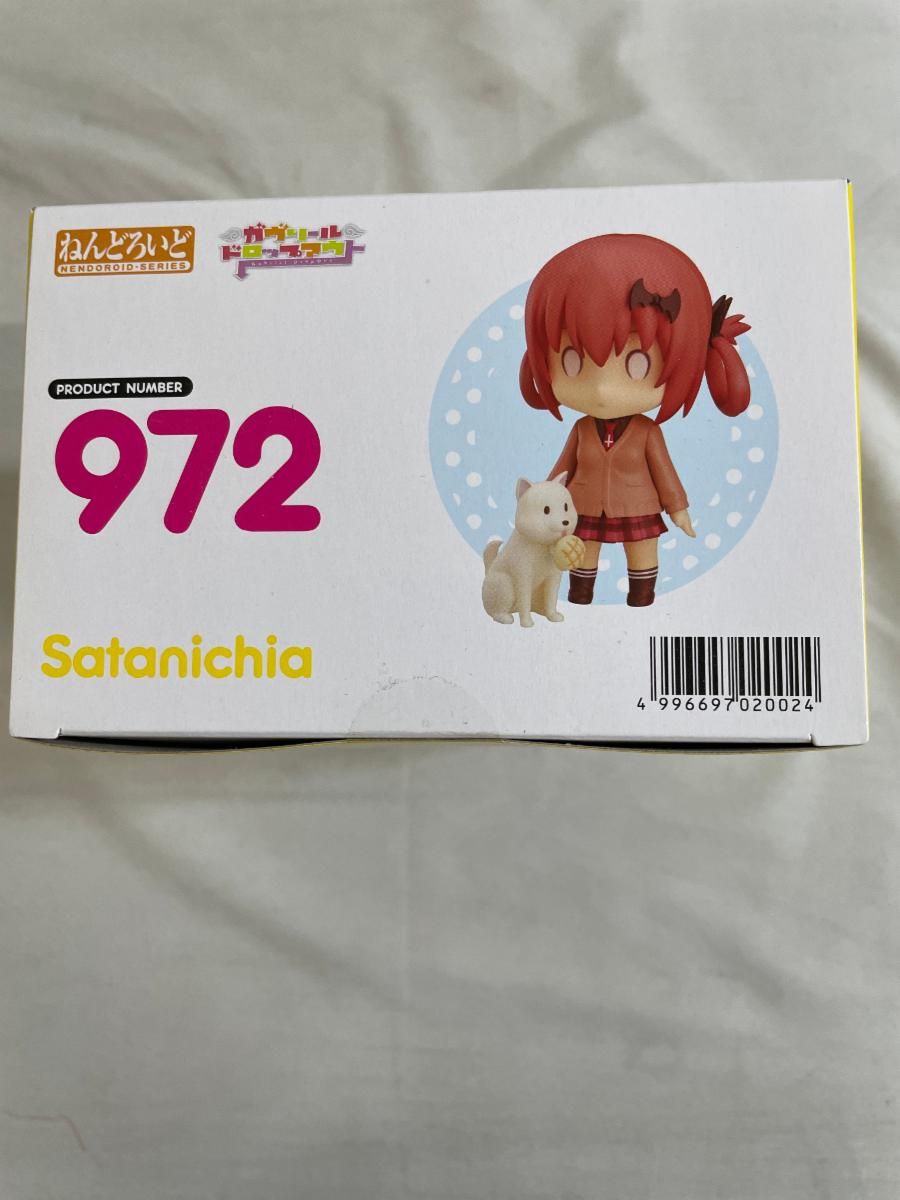 ねんどろいど
NENDOROID·SERIES
ガヴリール
ドロップアウト
PRODUCT NUMBER
972
Satanichia
4 996697 020024